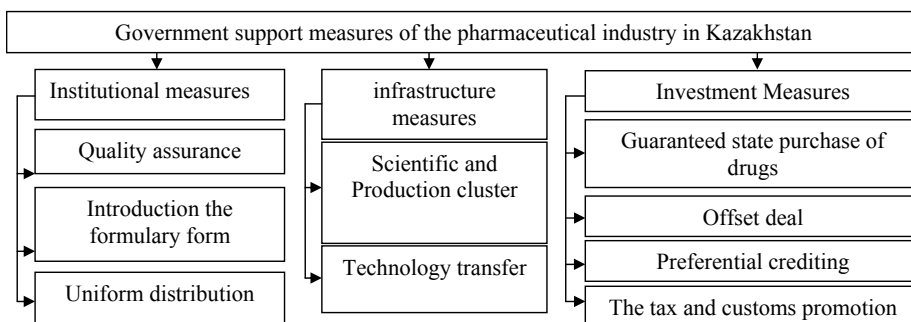 Government support measures of the pharmaceutical industry in Kazakhstan
Institutional measures
Quality assurance
Introduction the
formulary form
Uniform distribution
infrastructure
measures
Scientific and
Production cluster
Technology transfer
Investment Measures
Guaranteed state purchase of
drugs
Offset deal
Preferential crediting
The tax and customs promotion